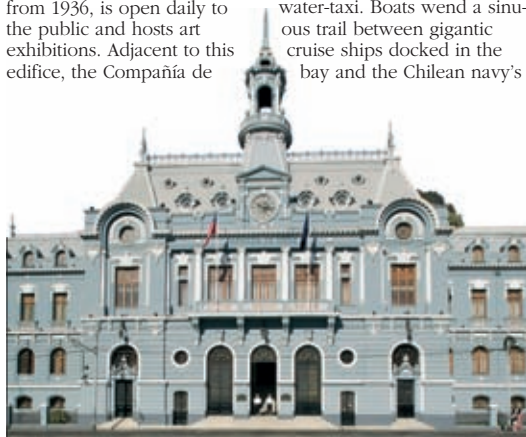 from 1936, is open daily to
the public and hosts art
exhibitions. Adjacent to this
edifice, the Compañía de
water-taxi. Boats wend a sinu-
ous trail between gigantic
cruise ships docked in the
bay and the Chilean navy's